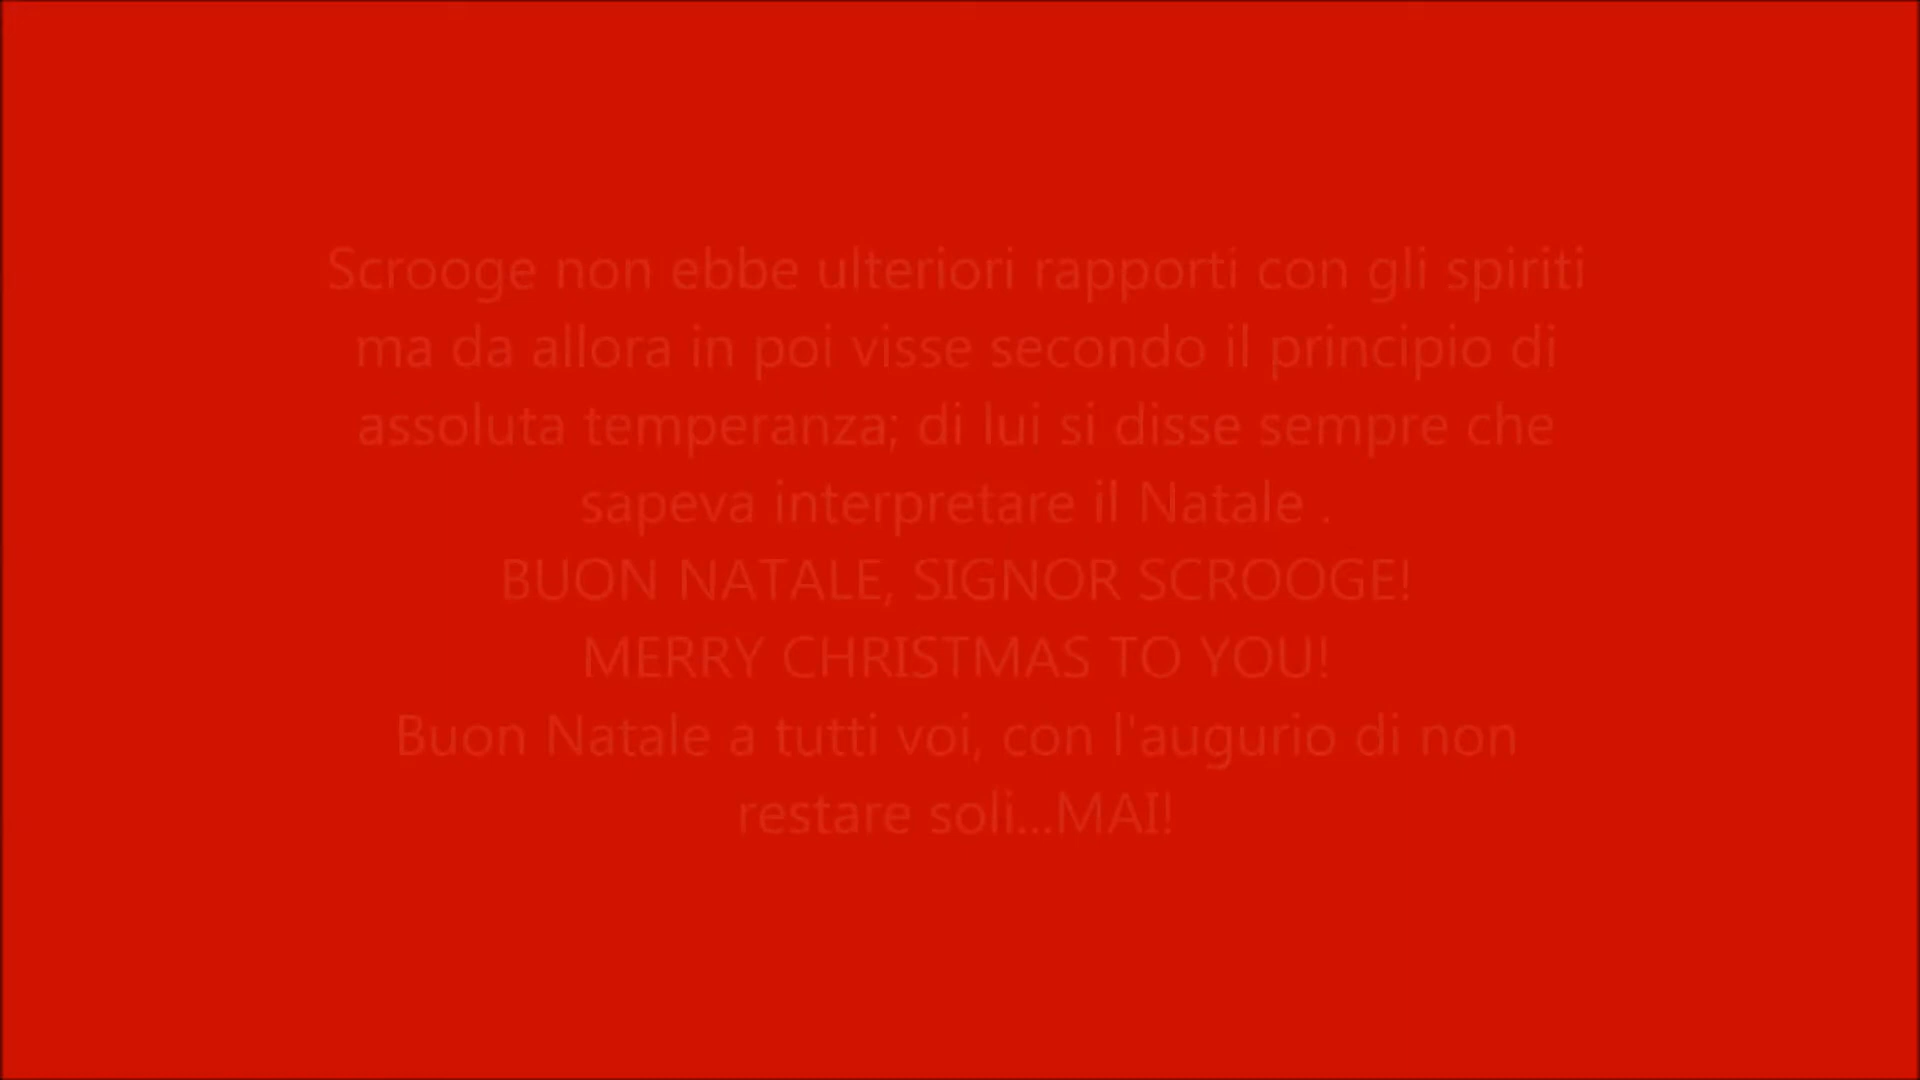 Scrooge non ebbe ulteriori rapporti con gli spiriti
ma da allora in poi visse secondo il principio di
assoluta temperanza; di lui si disse sempre che
sapeva interpretare il Natale .
BUON NATALE, SIGNOR SCROOGE!
MERRY CHRISTMAS TO YOU!
Buon Natale a tutti voi, con l'augurio di non
restare soli...MAI!